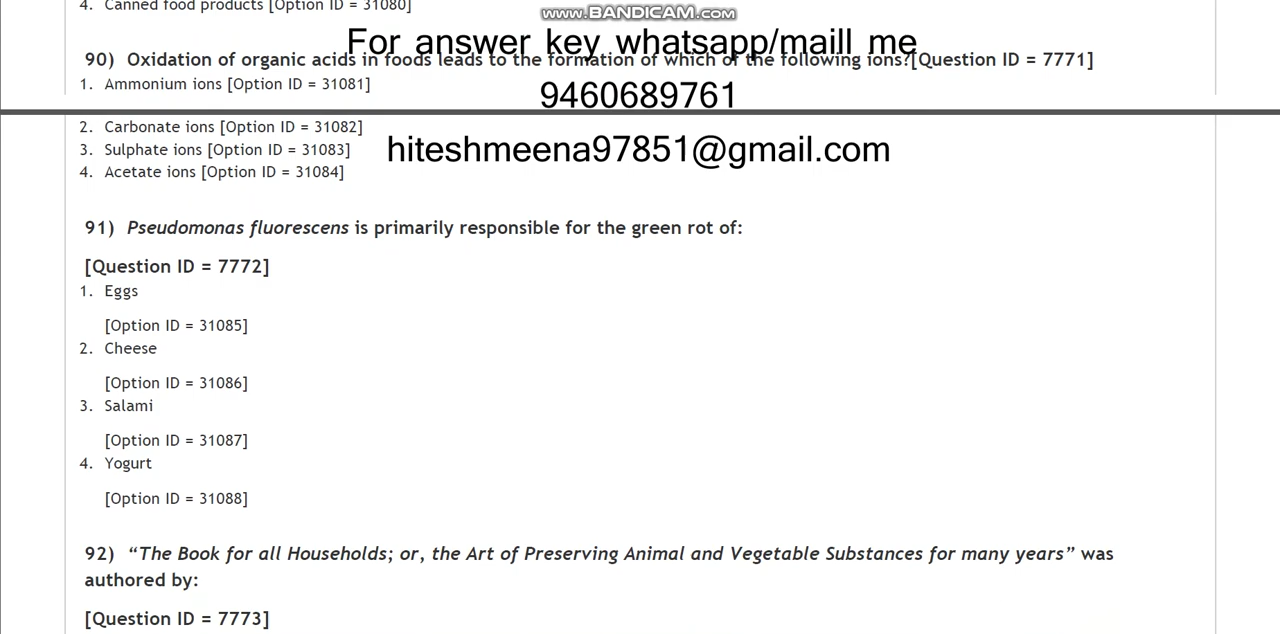 4. Canned food products [Option ID = 31080]
www.BANDICAM.com
For answer key whatsapp/maill me
90) Oxidation of organic acids in foods leads to the formation of which of the following ions?[Question ID = 7771]
1. Ammonium ions [Option ID = 31081]
9460689761
2. Carbonate ions [Option ID = 31082]
3. Sulphate ions [Option ID = 31083]
hiteshmeena97851@gmail.com
4. Acetate ions [Option ID = 31084]
91) Pseudomonas fluorescens is primarily responsible for the green rot of:
[Question ID = 7772]
1. Eggs
[Option ID = 31085]
2. Cheese
[Option ID = 31086]
3. Salami
[Option ID = 31087]
4. Yogurt
[Option ID = 31088]
92) “The Book for all Households; or, the Art of Preserving Animal and Vegetable Substances for many years” was
authored by:
[Question ID = 7773]